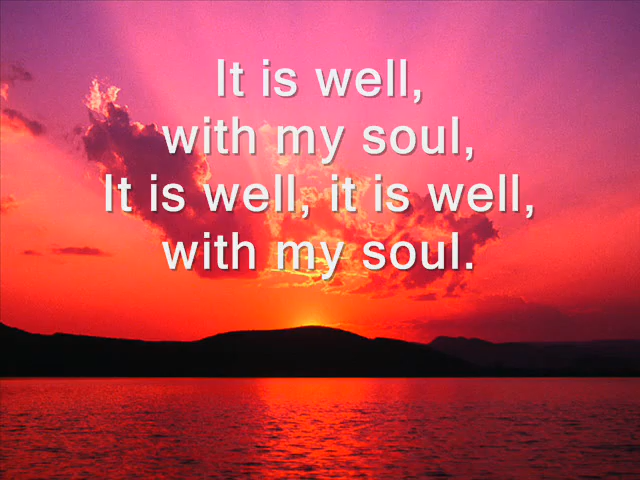 It is well,
with my soul,
It is well, it is well,
with my soul.